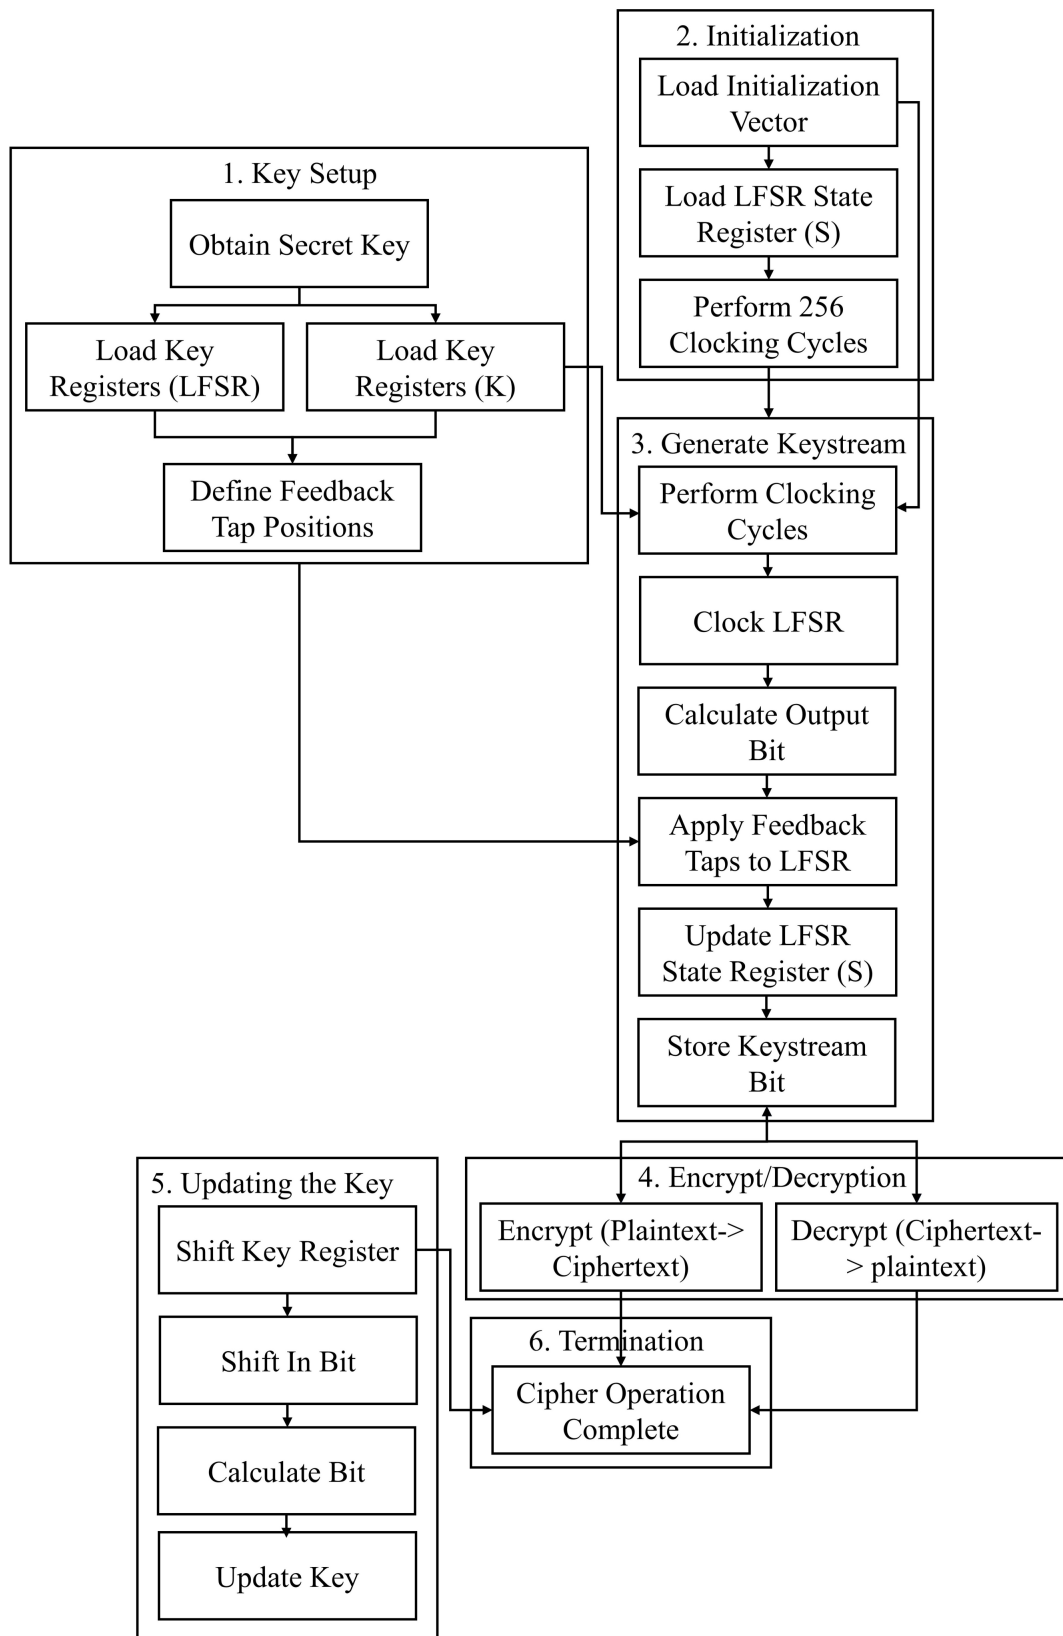 1. Key Setup
Obtain Secret Key
Load Key
Registers (LFSR)
Load Key
Registers (K)
Define Feedback
Tap Positions
2. Initialization
Load Initialization
Vector
Load LFSR State
Register (S)
Perform 256
Clocking Cycles
3. Generate Keystream
Perform Clocking
Cycles
Clock LFSR
Calculate Output
Bit
Apply Feedback
Taps to LFSR
Update LFSR
State Register (S)
Store Keystream
Bit
4. Encrypt/Decryption
Encrypt (Plaintext->
Ciphertext)
Decrypt (Ciphertext-
> plaintext)
5. Updating the Key
Shift Key Register
Shift In Bit
Calculate Bit
Update Key
6. Termination
Cipher Operation
Complete